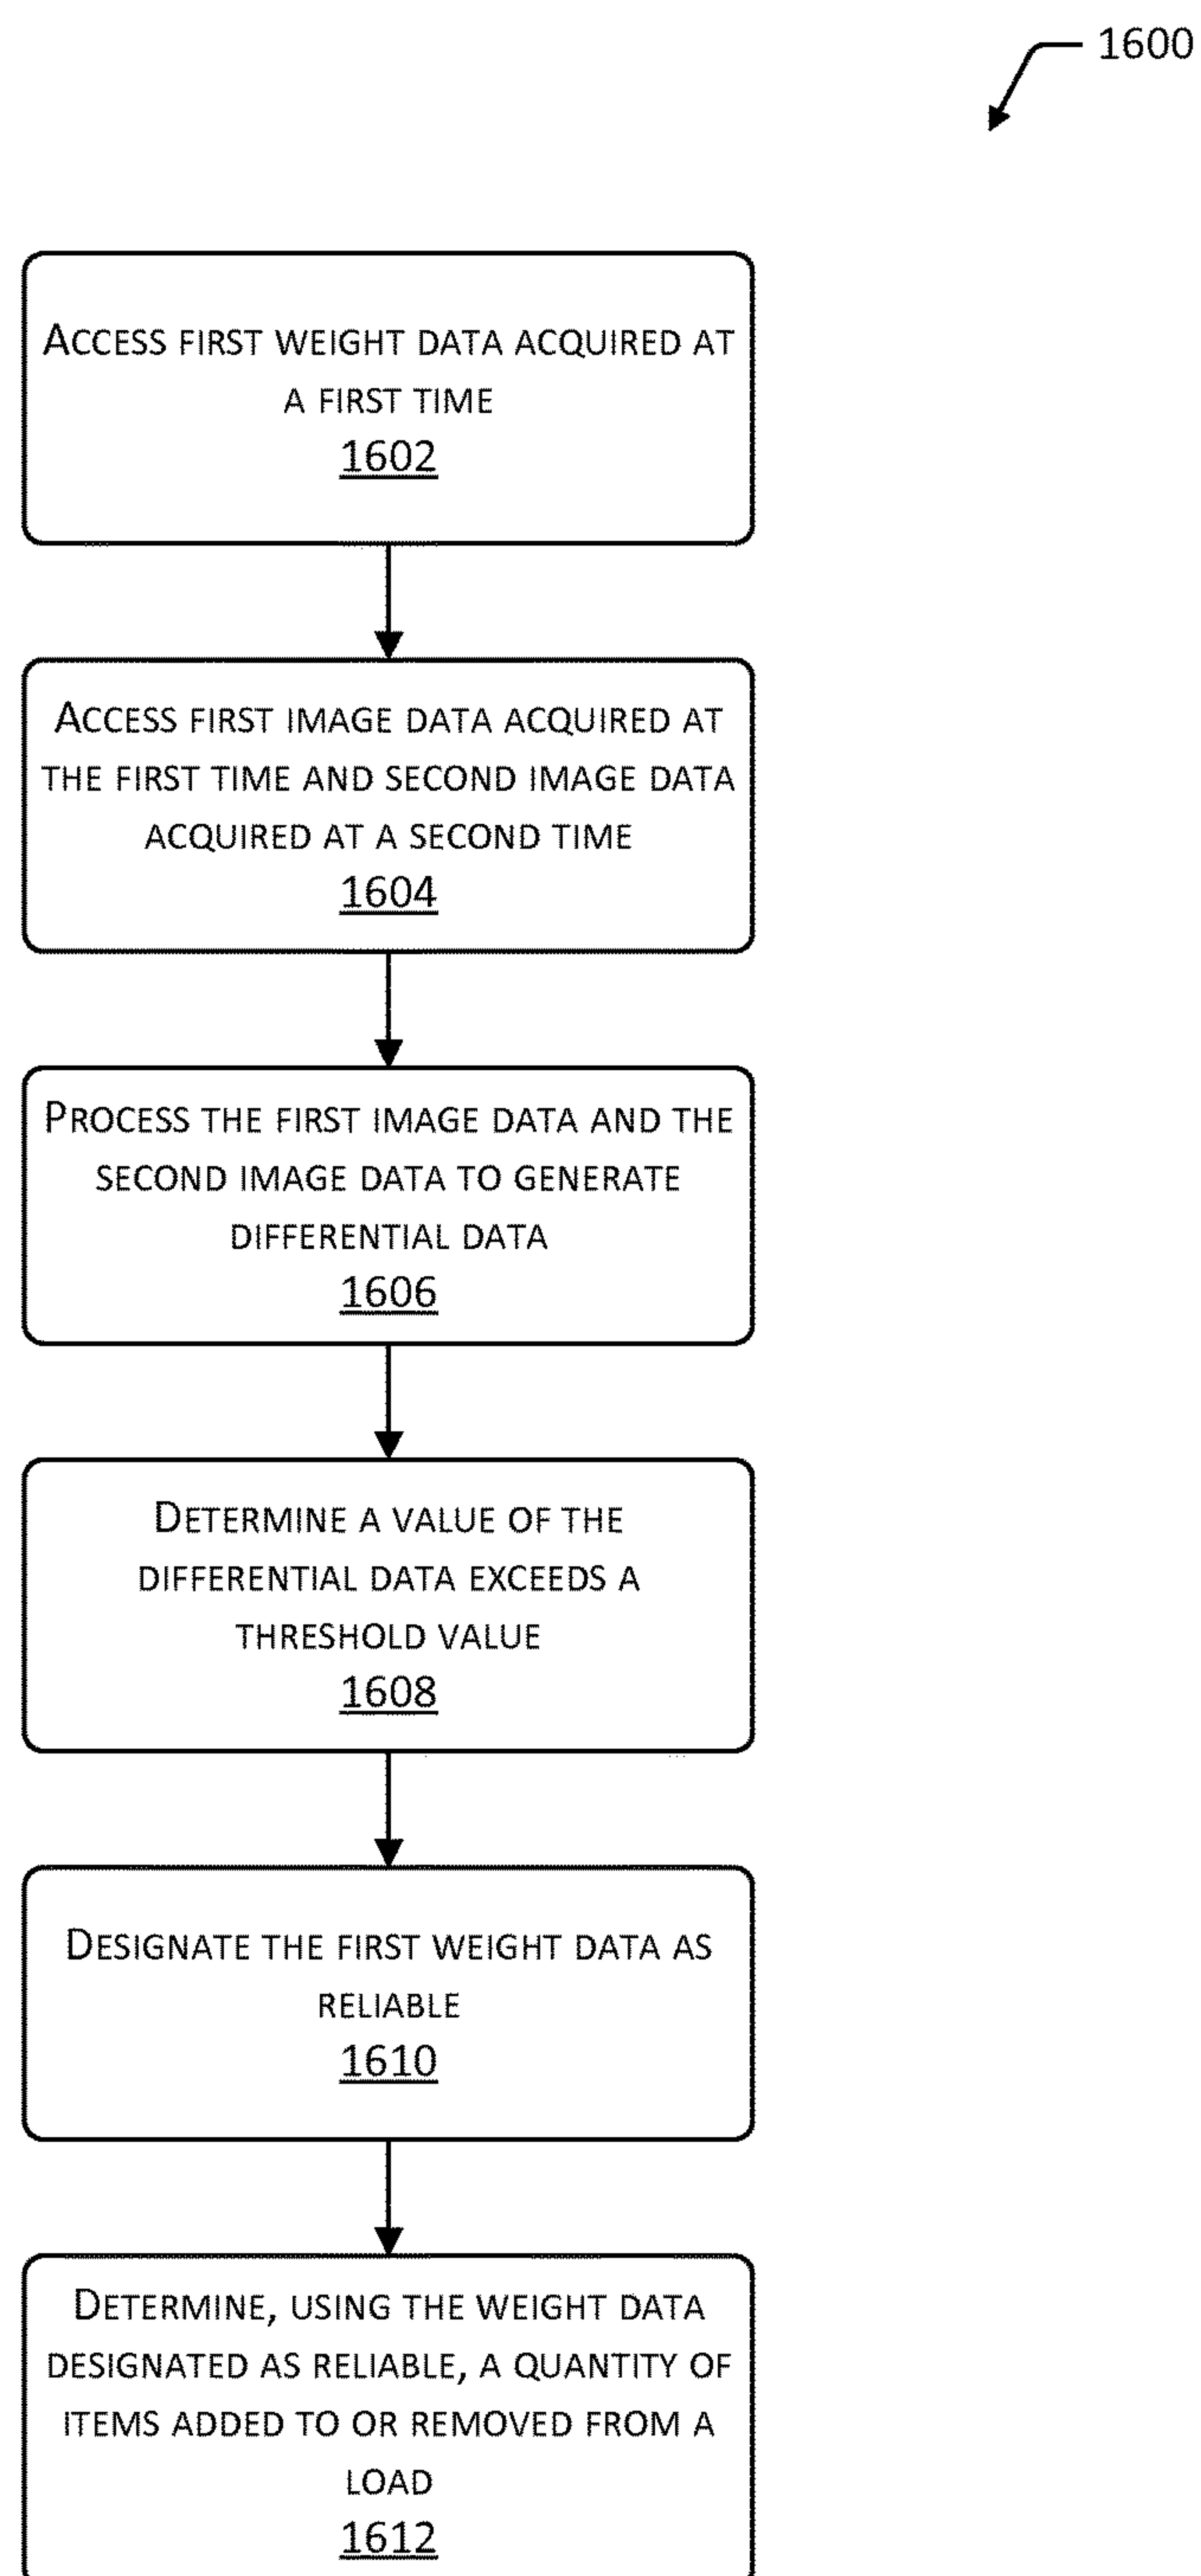 1600
ACCESS FIRST WEIGHT DATA ACQUIRED AT
A FIRST TIME
1602
ACCESS FIRST IMAGE DATA ACQUIRED AT
THE FIRST TIME AND SECOND IMAGE DATA
ACQUIRED AT A SECOND TIME
1604
PROCESS THE FIRST IMAGE DATA AND THE
SECOND IMAGE DATA TO GENERATE
DIFFERENTIAL DATA
1606
DETERMINE A VALUE OF THE
DIFFERENTIAL DATA EXCEEDS A
THRESHOLD VALUE
1608
DESIGNATE THE FIRST WEIGHT DATA AS
RELIABLE
1610
DETERMINE, USING THE WEIGHT DATA
DESIGNATED AS RELIABLE, A QUANTITY OF
ITEMS ADDED TO OR REMOVED FROM A
LOAD
1612